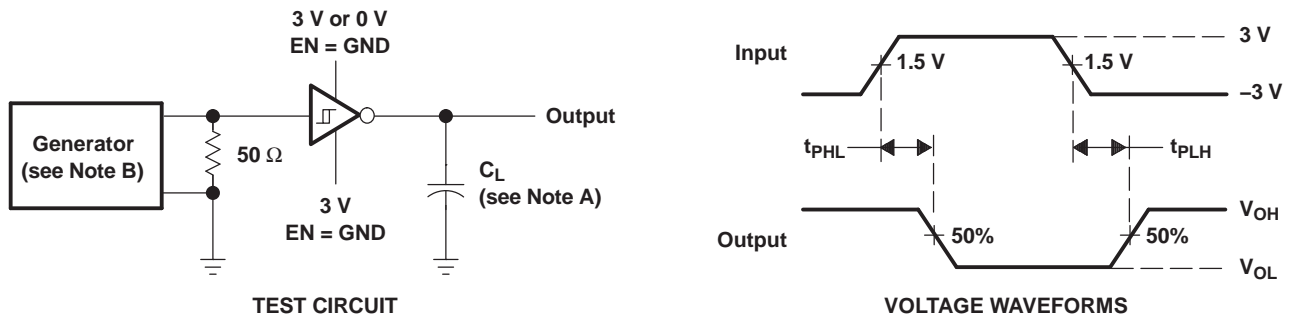 3 V or 0 V
EN = GND
Generator
(see Note B)
50 Ω
Output
CL
(see Note A)
3 V
EN = GND
TEST CIRCUIT
Input
1.5 V
1.5 V
3 V
–3 V
tPHL
tPLH
Output
50%
50%
VOH
VOL
VOLTAGE WAVEFORMS